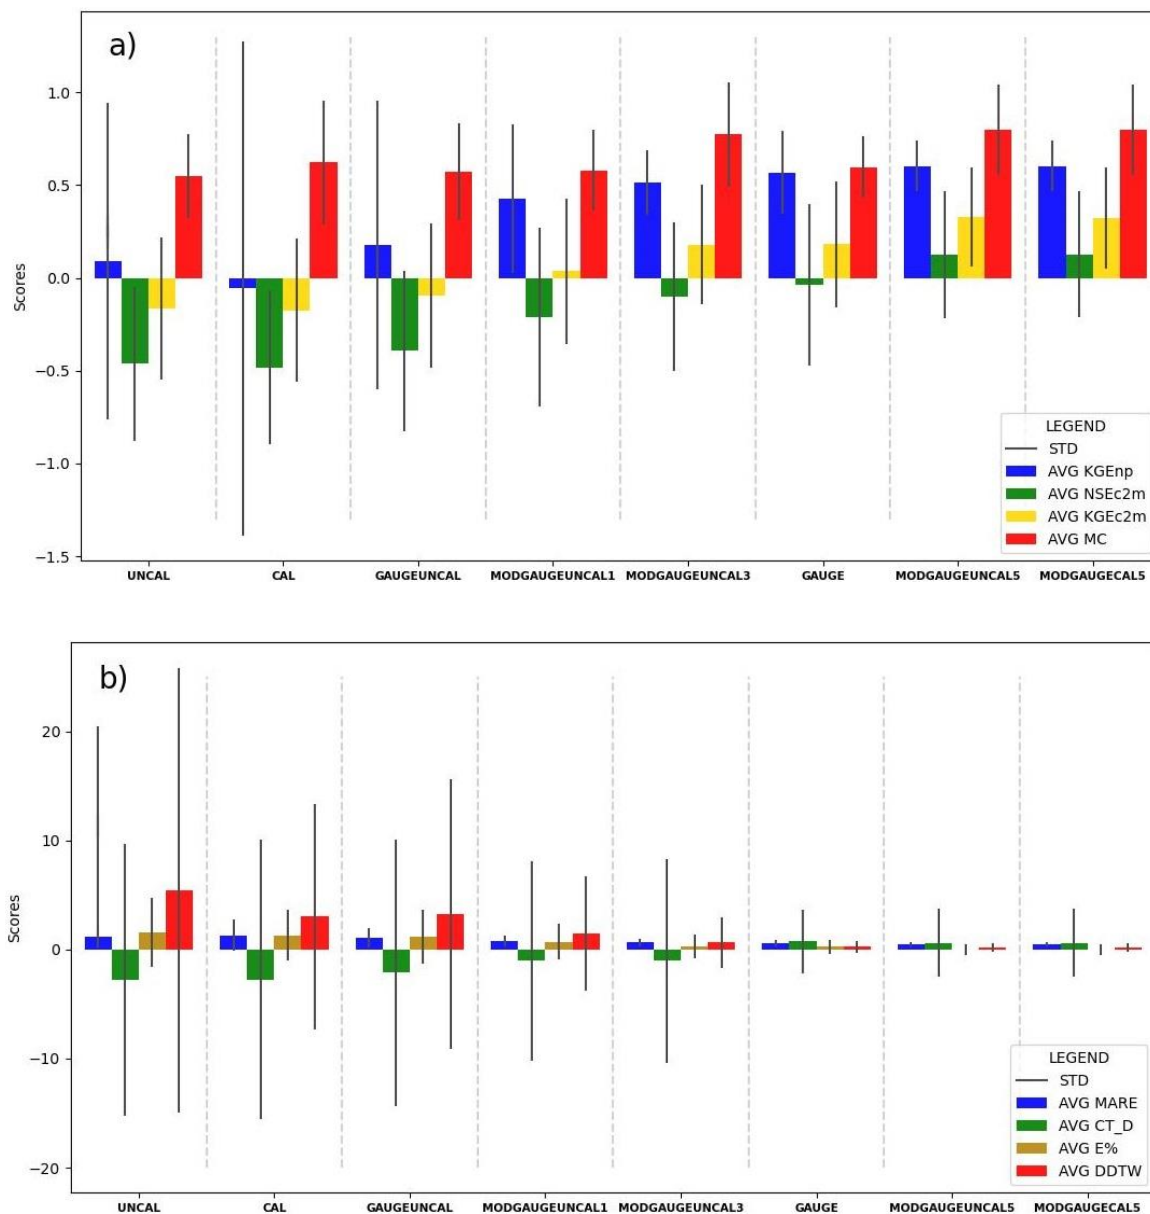 a)
1.0
0.5
0.0
−0.5
−1.0
−1.5
Scores
LEGEND
STD
AVG KGEnp
AVG NSEc2m
AVG KGEc2m
AVG MC
UNCAL CAL GAUGEUNCAL MODGAUGEUNCAL1 MODGAUGEUNCAL3 GAUGE MODGAUGEUNCAL5 MODGAUGECAL5
b)
20
10
0
−10
−20
Scores
LEGEND
STD
AVG MARE
AVG CT_D
AVG E%
AVG DDTW
UNCAL CAL GAUGEUNCAL MODGAUGEUNCAL1 MODGAUGEUNCAL3 GAUGE MODGAUGEUNCAL5 MODGAUGECAL5